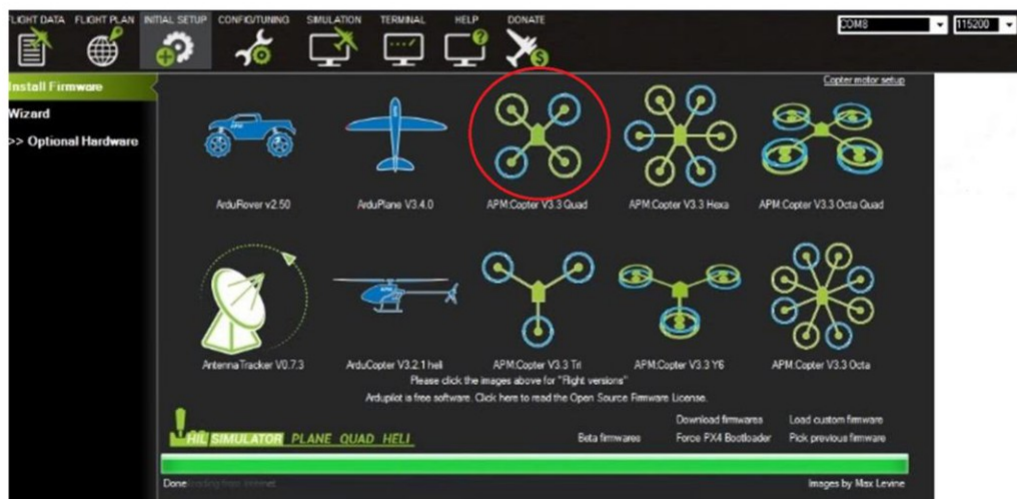 FLIGHT DATA FLIGHT PLAN INITIAL SETUP CONFIG/TUNING SIMULATION TERMINAL HELP DONATE
COM8 115200
Install Firmware
Copter motor setup
Wizard
>> Optional Hardware
ArduRover v2.50 ArduPlane V3.4.0 APM:Copter V3.3 Quad APM:Copter V3.3 Hexa APM:Copter V3.3 Octa Quad
AntennaTracker V0.7.3 ArduCopter V3.2.1 heli APM:Copter V3.3 Tri APM:Copter V3.3 Y6 APM:Copter V3.3 Octa
Please click the images above for "Flight versions"
Ardupilot is free software. Click here to read the Open Source Firmware License.
Download firmwares Load custom firmware
HIL SIMULATOR PLANE QUAD HELI Beta firmwares Force PX4 Bootloader Pick previous firmware
Done Images by Max Levine